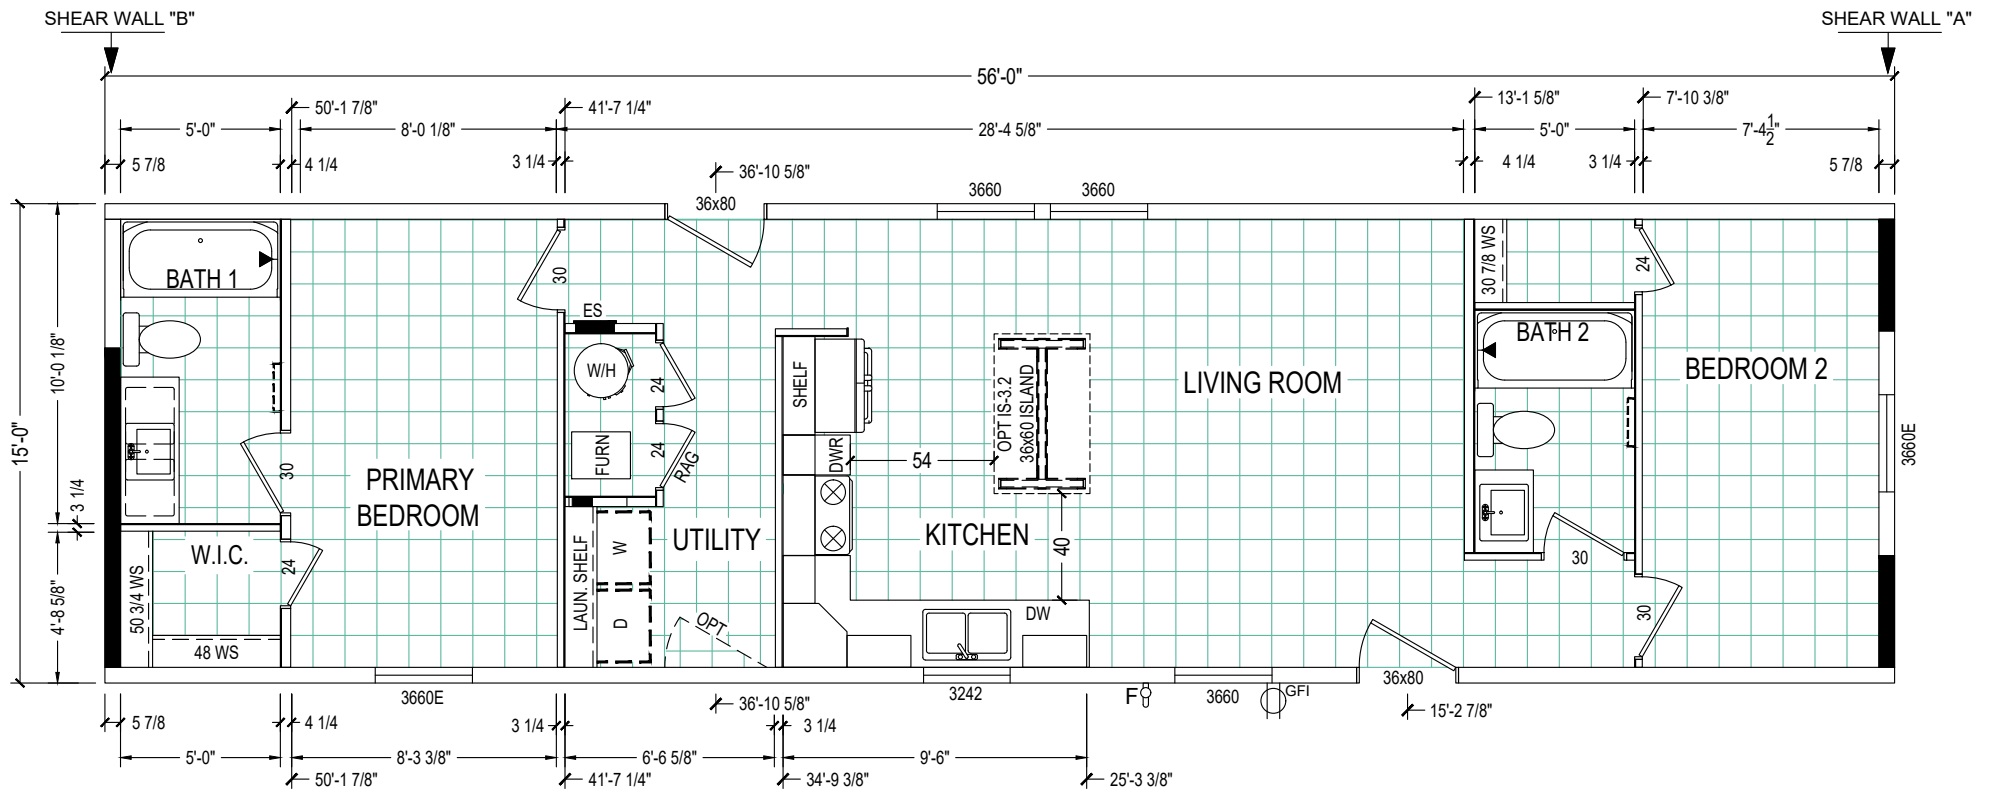 SHEAR WALL "B"
SHEAR WALL "A"
56'-0"
50'-1 7/8"
41'-7 1/4"
13'-1 5/8"
7'-10 3/8"
5'-0"
8'-0 1/8"
28'-4 5/8"
5'-0"
7'-4 1/2"
5 7/8
4 1/4
3 1/4
36'-10 5/8"
4 1/4
3 1/4
5 7/8
36x80
3660
3660
15'-0"
10'-0 1/8"
3 1/4
4'-8 5/8"
BATH 1
30
ES
W/H
24
FURN
24
RAG
SHELF
DWR
54
OPT IS-3.2
36x60 ISLAND
40
LIVING ROOM
30 7/8 WS
24
BATH 2
BEDROOM 2
3660E
PRIMARY
BEDROOM
30
W.I.C.
24
50 3/4 WS
48 WS
LAUN. SHELF
W
D
UTILITY
OPT
KITCHEN
DW
30
30
3660E
3242
F
3660
GFI
36x80
5 7/8
4 1/4
3 1/4
36'-10 5/8"
3 1/4
15'-2 7/8"
5'-0"
8'-3 3/8"
6'-6 5/8"
9'-6"
50'-1 7/8"
41'-7 1/4"
34'-9 3/8"
25'-3 3/8"